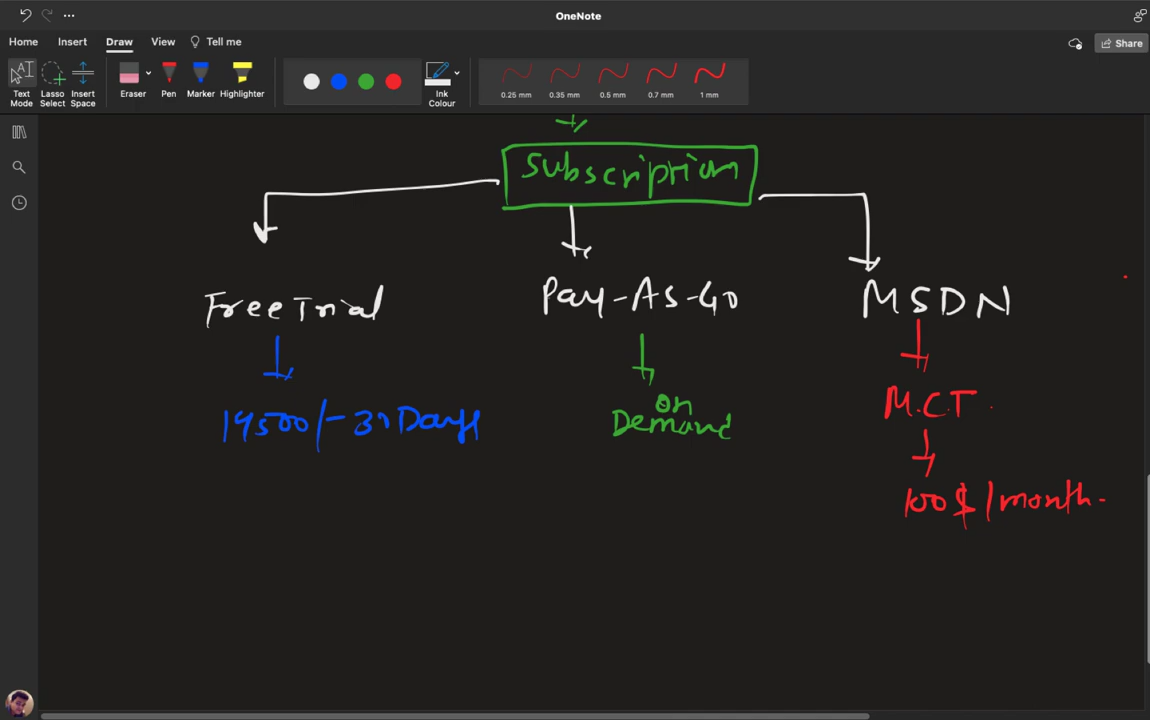 OneNote
Home Insert Draw View Tell me
Share
Text Mode
Lasso Select
Insert Space
Eraser
Pen
Marker
Highlighter
Ink Colour
0.25 mm 0.35 mm 0.5 mm 0.7 mm 1 mm
Subscription
Free Trial Pay-As-Go MSDN
M.C.T.
19500/- 30 Days
on
Demand
100$/month-